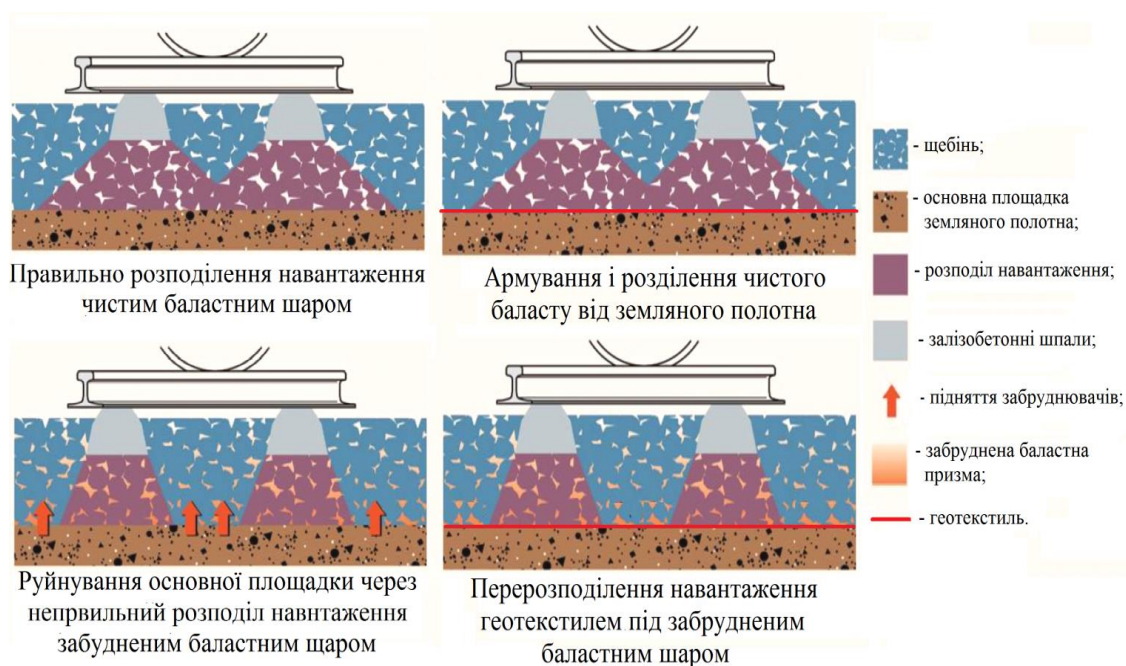 Правильно розподілення навантаження
чистим баластним шаром
Армування і розділення чистого
баласту від земляного полотна
Руйнування основної площадки через
непрвильний розподіл навнтаження
забудненим баластним щаром
Перерозподілення навантаження
геотекстилем під забрудненим
баластним шаром
- щебінь;
- основна площадка
земляного полотна;
- розподіл навантаження;
- залізобетонні шпали;
- підняття забруднювачів;
- забруднена баластна
призма;
- геотекстиль.